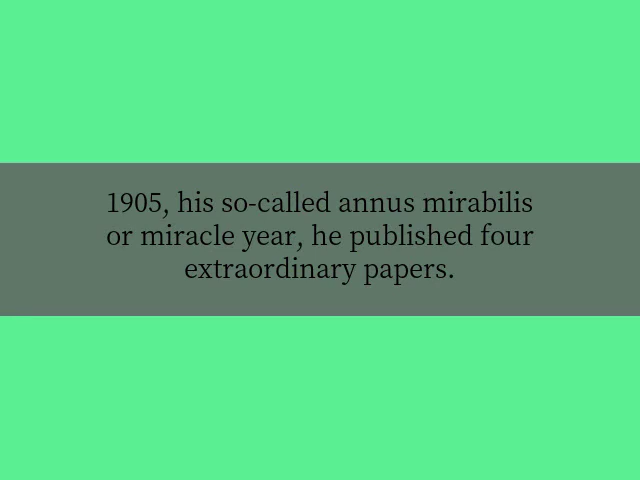 1905, his so-called annus mirabilis
or miracle year, he published four
extraordinary papers.